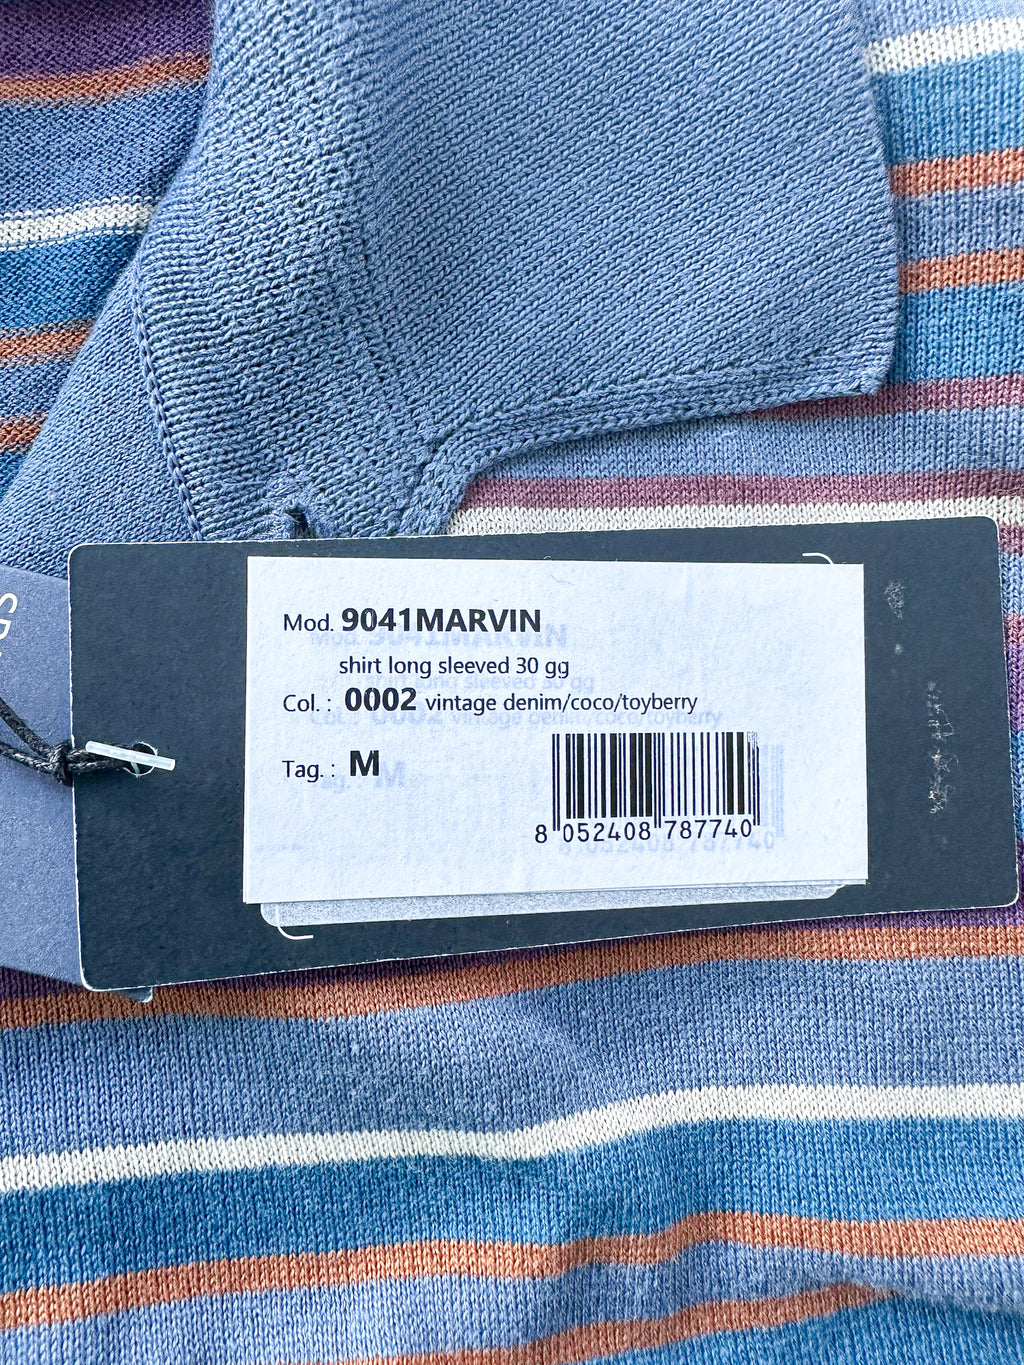 Mod. 9041MARVIN
shirt long sleeved 30 gg
Col. : 0002 vintage denim/coco/toyberry
Tag. : M
8 052408 787740